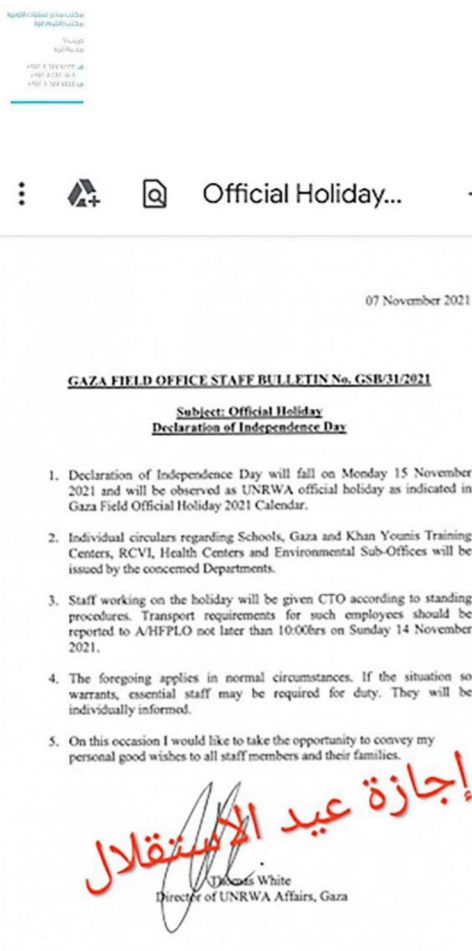 Official Holiday...
07 November 2021
GAZA FIELD OFFICE STAFF BULLETIN No. GSB/31/2021
Subject: Official Holiday
Declaration of Independence Day
1. Declaration of Independence Day will fall on Monday 15 November
2021 and will be observed as UNRWA official holiday as indicated in
Gaza Field Official Holiday 2021 Calendar.
2. Individual circulars regarding Schools, Gaza and Khan Younis Training
Centers, RCVI, Health Centers and Environmental Sub-Offices will be
issued by the concerned Departments.
3. Staff working on the holiday will be given CTO according to standing
procedures. Transport requirements for such employees should be
reported to A/HFPLO not later than 10:00hrs on Sunday 14 November
2021.
4. The foregoing applies in normal circumstances. If the situation so
warrants, essential staff may be required for duty. They will be
individually informed.
5. On this occasion I would like to take the opportunity to convey my
personal good wishes to all staff members and their families.
إجازة عيد الاستقلال
Thomas White
Director of UNRWA Affairs, Gaza